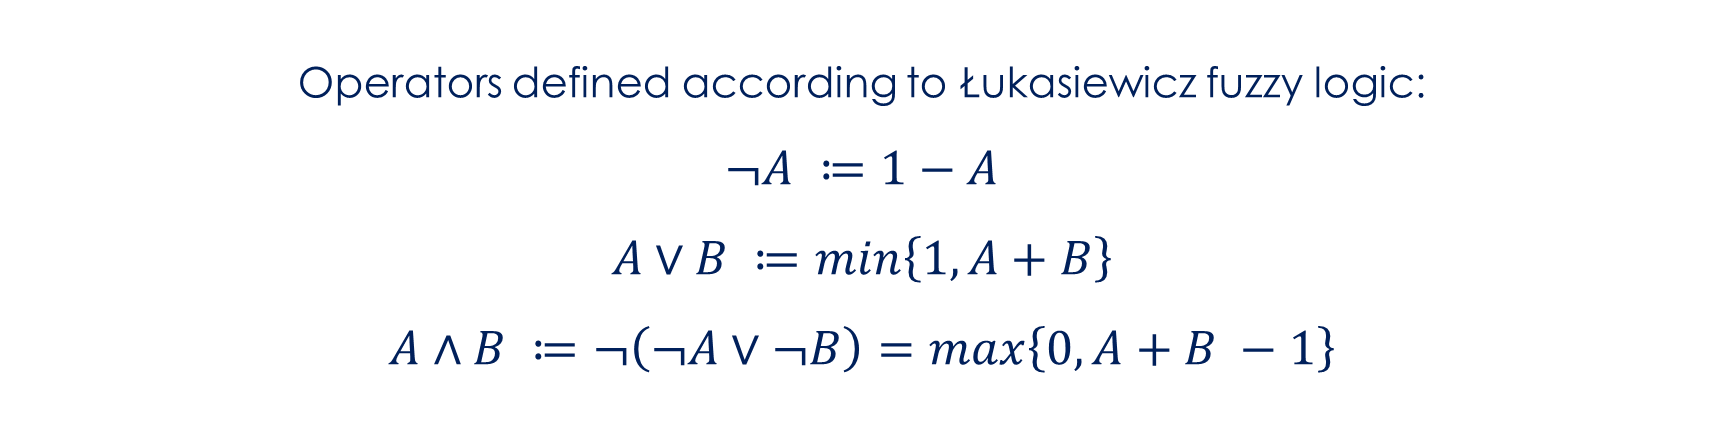 Operators defined according to Łukasiewicz fuzzy logic:
¬A ≔ 1 − A
A ∨ B ≔ min{1, A + B}
A ∧ B ≔ ¬(¬A ∨ ¬B) = max{0, A + B − 1}